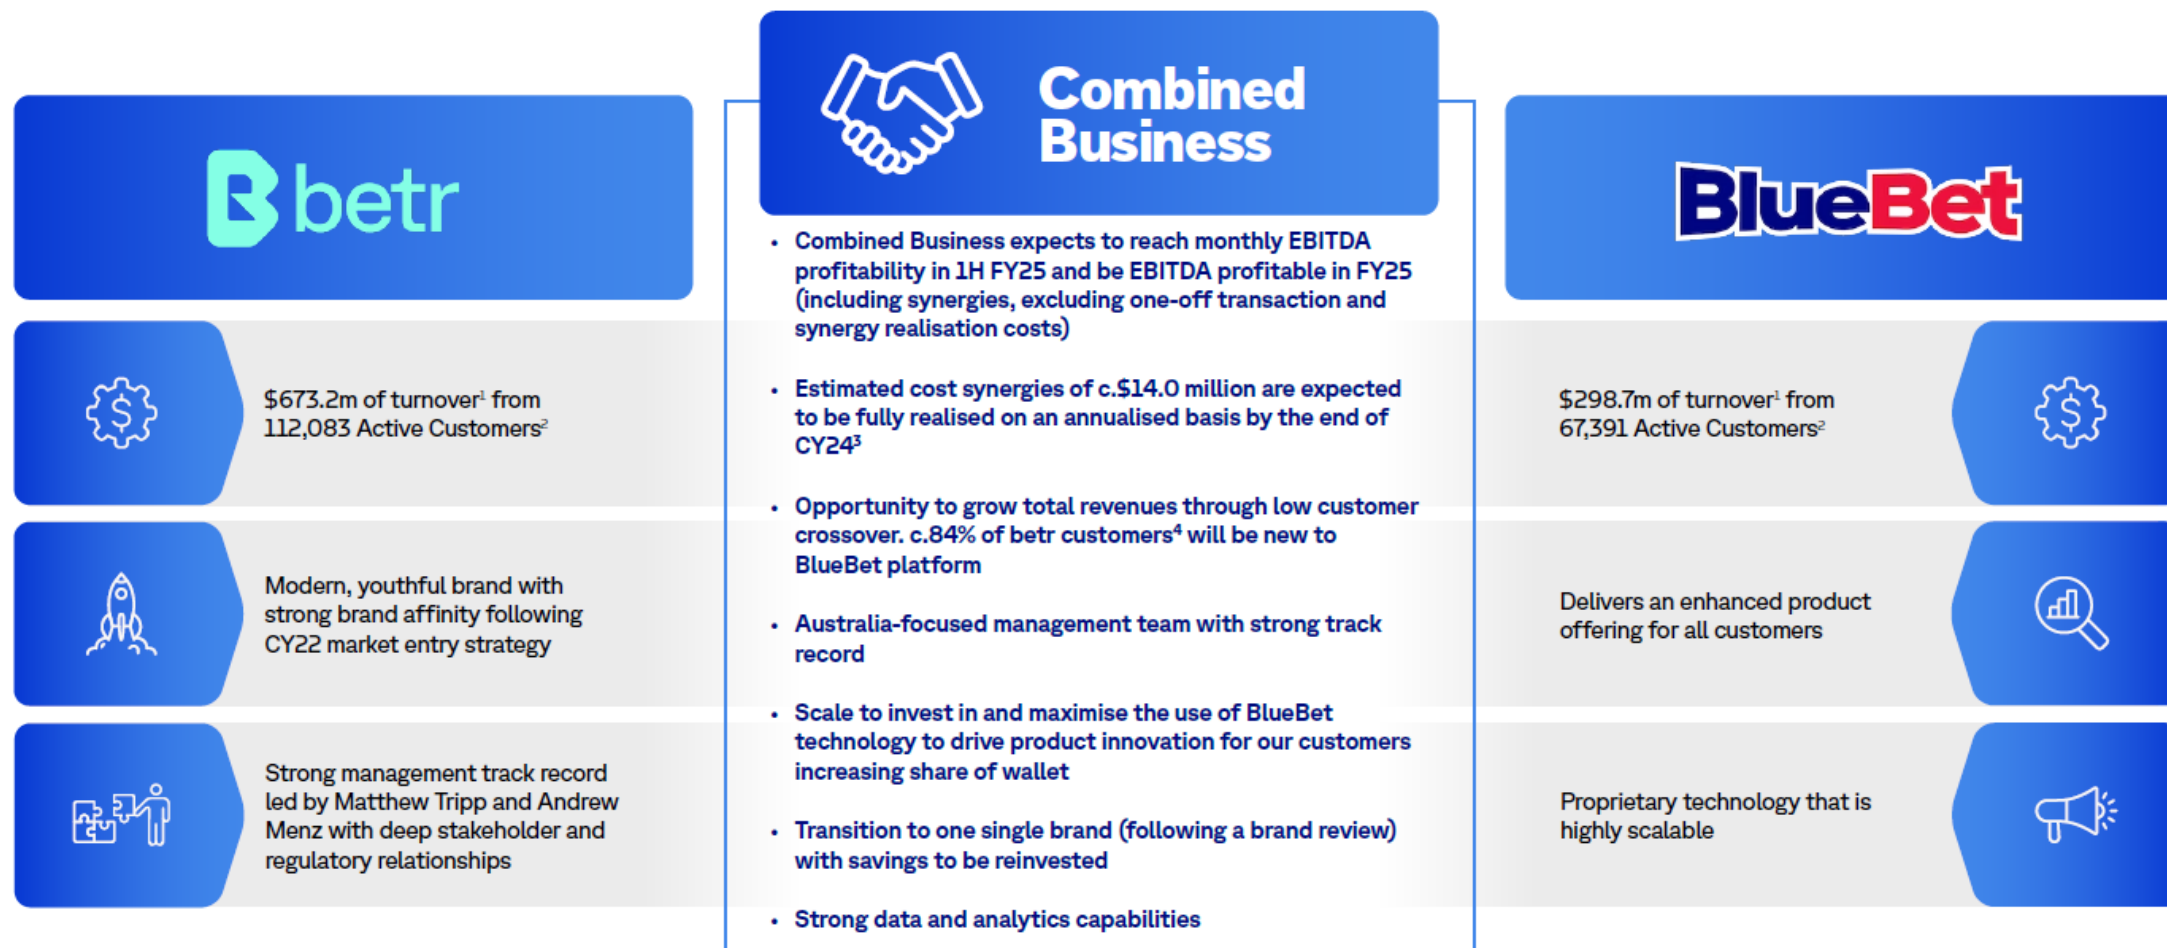 betr
$673.2m of turnover¹ from
112,083 Active Customers²
Modern, youthful brand with
strong brand affinity following
CY22 market entry strategy
Strong management track record
led by Matthew Tripp and Andrew
Menz with deep stakeholder and
regulatory relationships
Combined
Business
• Combined Business expects to reach monthly EBITDA
profitability in 1H FY25 and be EBITDA profitable in FY25
(including synergies, excluding one-off transaction and
synergy realisation costs)
• Estimated cost synergies of c.$14.0 million are expected
to be fully realised on an annualised basis by the end of
CY24³
• Opportunity to grow total revenues through low customer
crossover. c.84% of betr customers⁴ will be new to
BlueBet platform
• Australia-focused management team with strong track
record
• Scale to invest in and maximise the use of BlueBet
technology to drive product innovation for our customers
increasing share of wallet
• Transition to one single brand (following a brand review)
with savings to be reinvested
• Strong data and analytics capabilities
BlueBet
$298.7m of turnover¹ from
67,391 Active Customers²
Delivers an enhanced product
offering for all customers
Proprietary technology that is
highly scalable